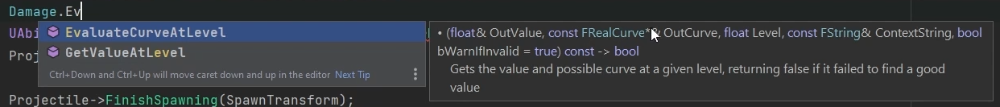 Damage.Ev
UAbi
EvaluateCurveAtLevel
GetValueAtLevel
Proj
Ctrl+Down and Ctrl+Up will move caret down and up in the editor Next Tip
• (float& OutValue, const FRealCurve*& OutCurve, float Level, const FString& ContextString, bool
bWarnIfInvalid = true) const -> bool
Gets the value and possible curve at a given level, returning false if it failed to find a good
value
Projectile->FinishSpawning(SpawnTransform);